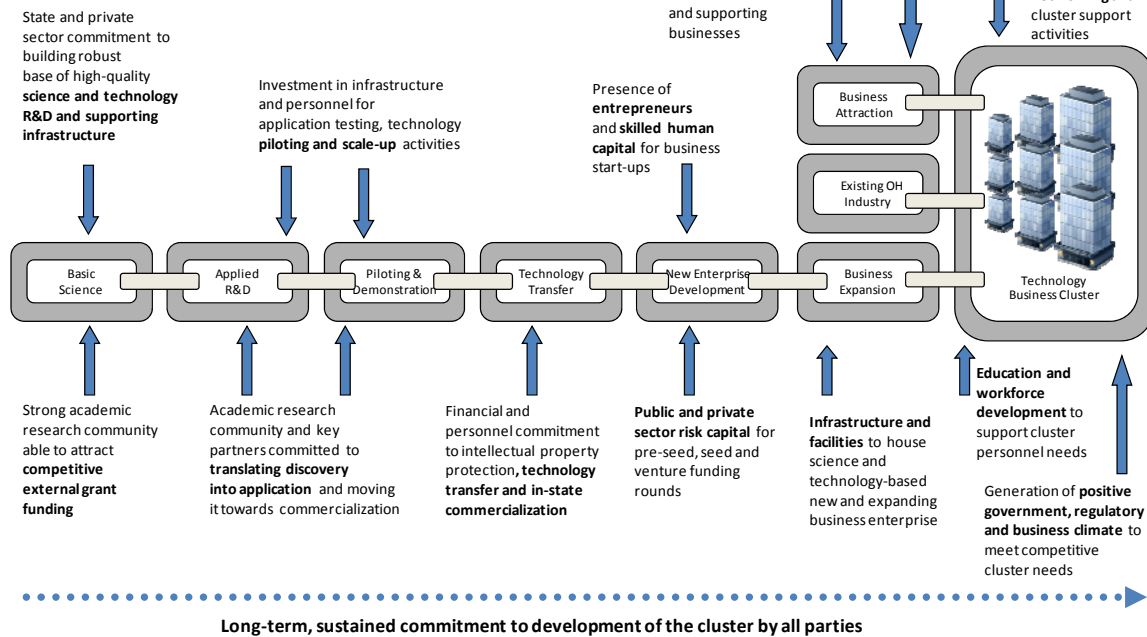 State and private
sector commitment to
building robust
base of high-quality
science and technology
R&D and supporting
infrastructure
Investment in infrastructure
and personnel for
application testing, technology
piloting and scale-up activities
Presence of
entrepreneurs
and skilled human
capital for business
start-ups
and supporting
businesses
cluster support
activities
Business
Attraction
Existing OH
Industry
Basic
Science
Applied
R&D
Piloting &
Demonstration
Technology
Transfer
New Enterprise
Development
Business
Expansion
Technology
Business Cluster
Strong academic
research community
able to attract
competitive
external grant
funding
Academic research
community and key
partners committed to
translating discovery
into application and moving
it towards commercialization
Financial and
personnel commitment
to intellectual property
protection, technology
transfer and in-state
commercialization
Public and private
sector risk capital for
pre-seed, seed and
venture funding
rounds
Infrastructure and
facilities to house
science and
technology-based
new and expanding
business enterprise
Education and
workforce
development to
support cluster
personnel needs
Generation of positive
government, regulatory
and business climate to
meet competitive
cluster needs
Long-term, sustained commitment to development of the cluster by all parties